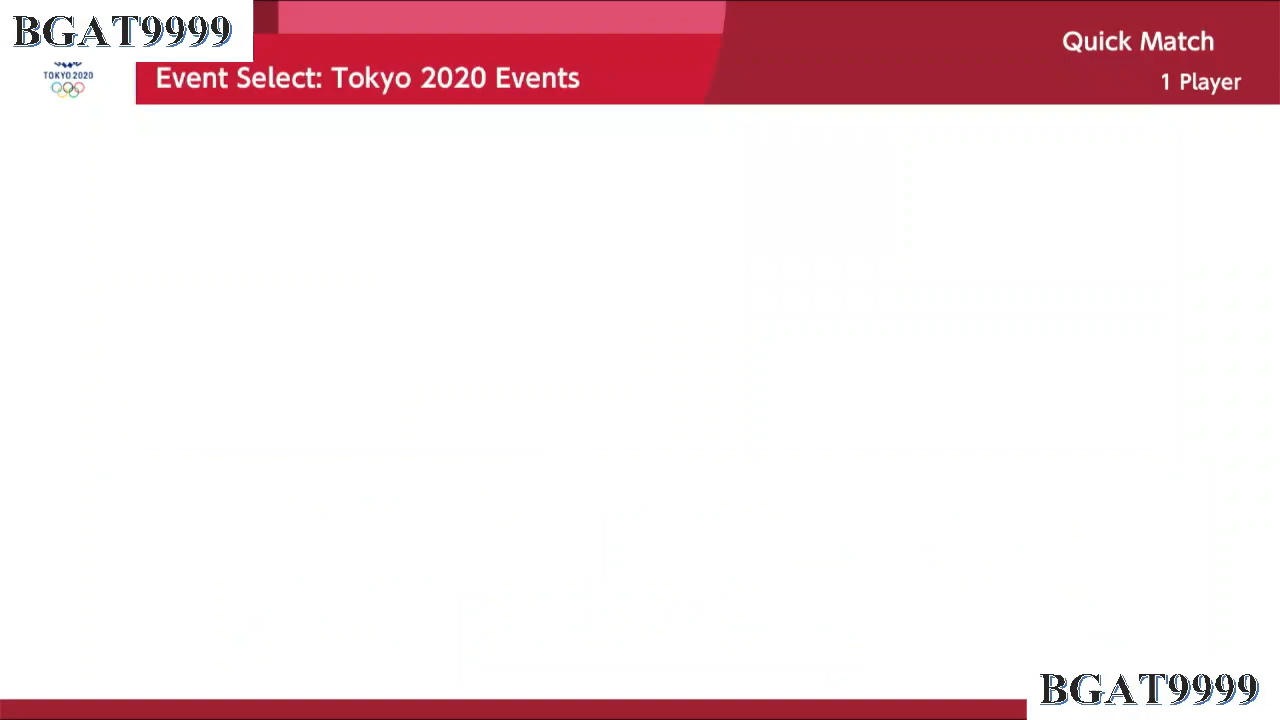 BGAT9999
Quick Match
TOKYO 2020
Event Select: Tokyo 2020 Events
1 Player
BGAT9999